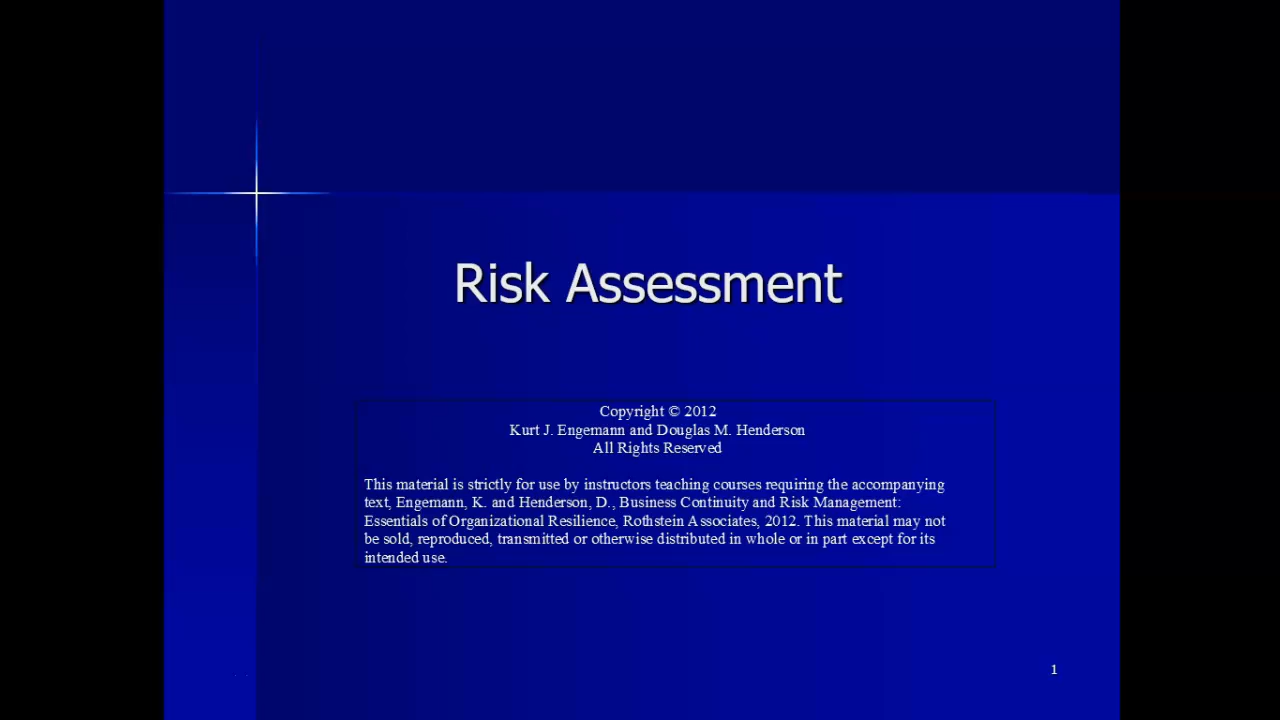 Risk Assessment
Copyright © 2012
Kurt J. Engemann and Douglas M. Henderson
All Rights Reserved
This material is strictly for use by instructors teaching courses requiring the accompanying
text, Engemann, K. and Henderson, D., Business Continuity and Risk Management:
Essentials of Organizational Resilience, Rothstein Associates, 2012. This material may not
be sold, reproduced, transmitted or otherwise distributed in whole or in part except for its
intended use.
1